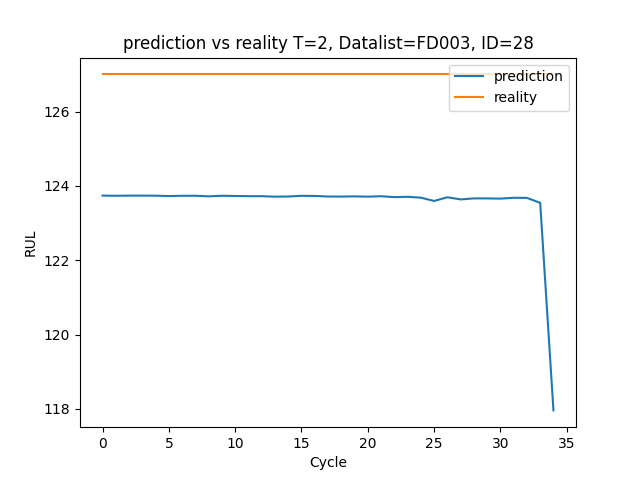 prediction vs reality T=2, Datalist=FD003, ID=28
prediction
reality
126
124
122
120
118
RUL
0 5 10 15 20 25 30 35
Cycle